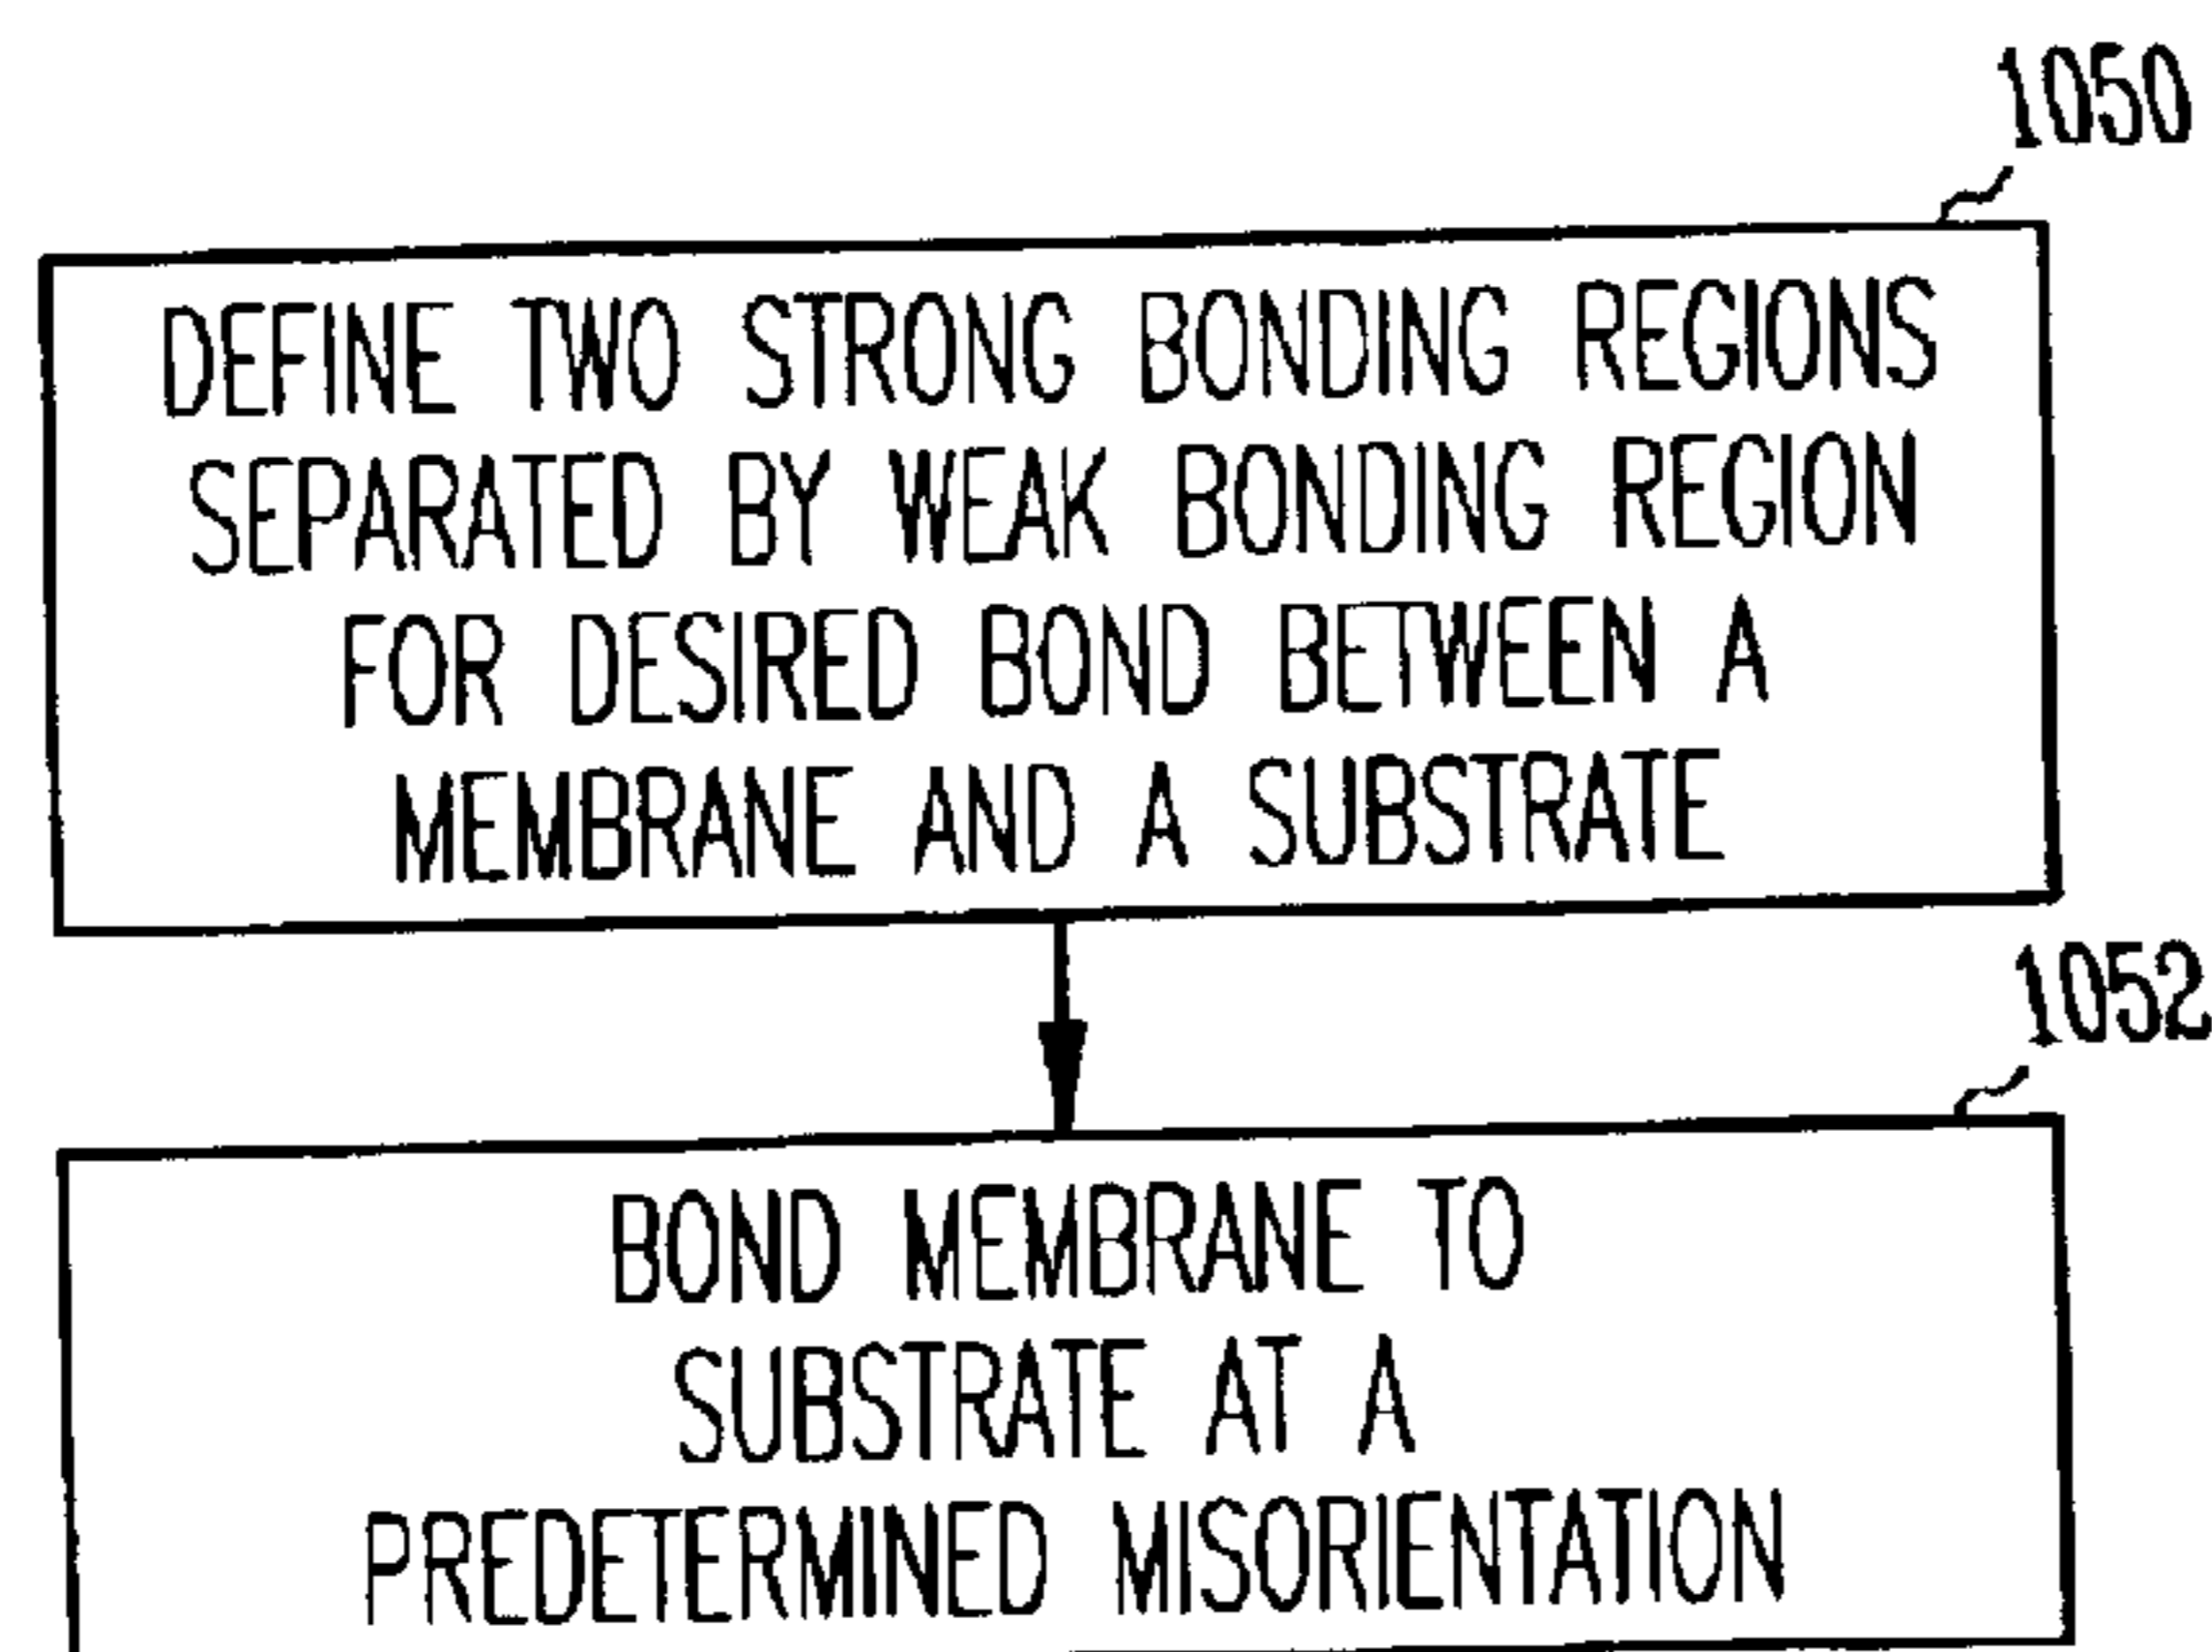 1050
DEFINE TWO STRONG BONDING REGIONS
SEPARATED BY WEAK BONDING REGION
FOR DESIRED BOND BETWEEN A
MEMBRANE AND A SUBSTRATE
1052
BOND MEMBRANE TO
SUBSTRATE AT A
PREDETERMINED MISORIENTATION